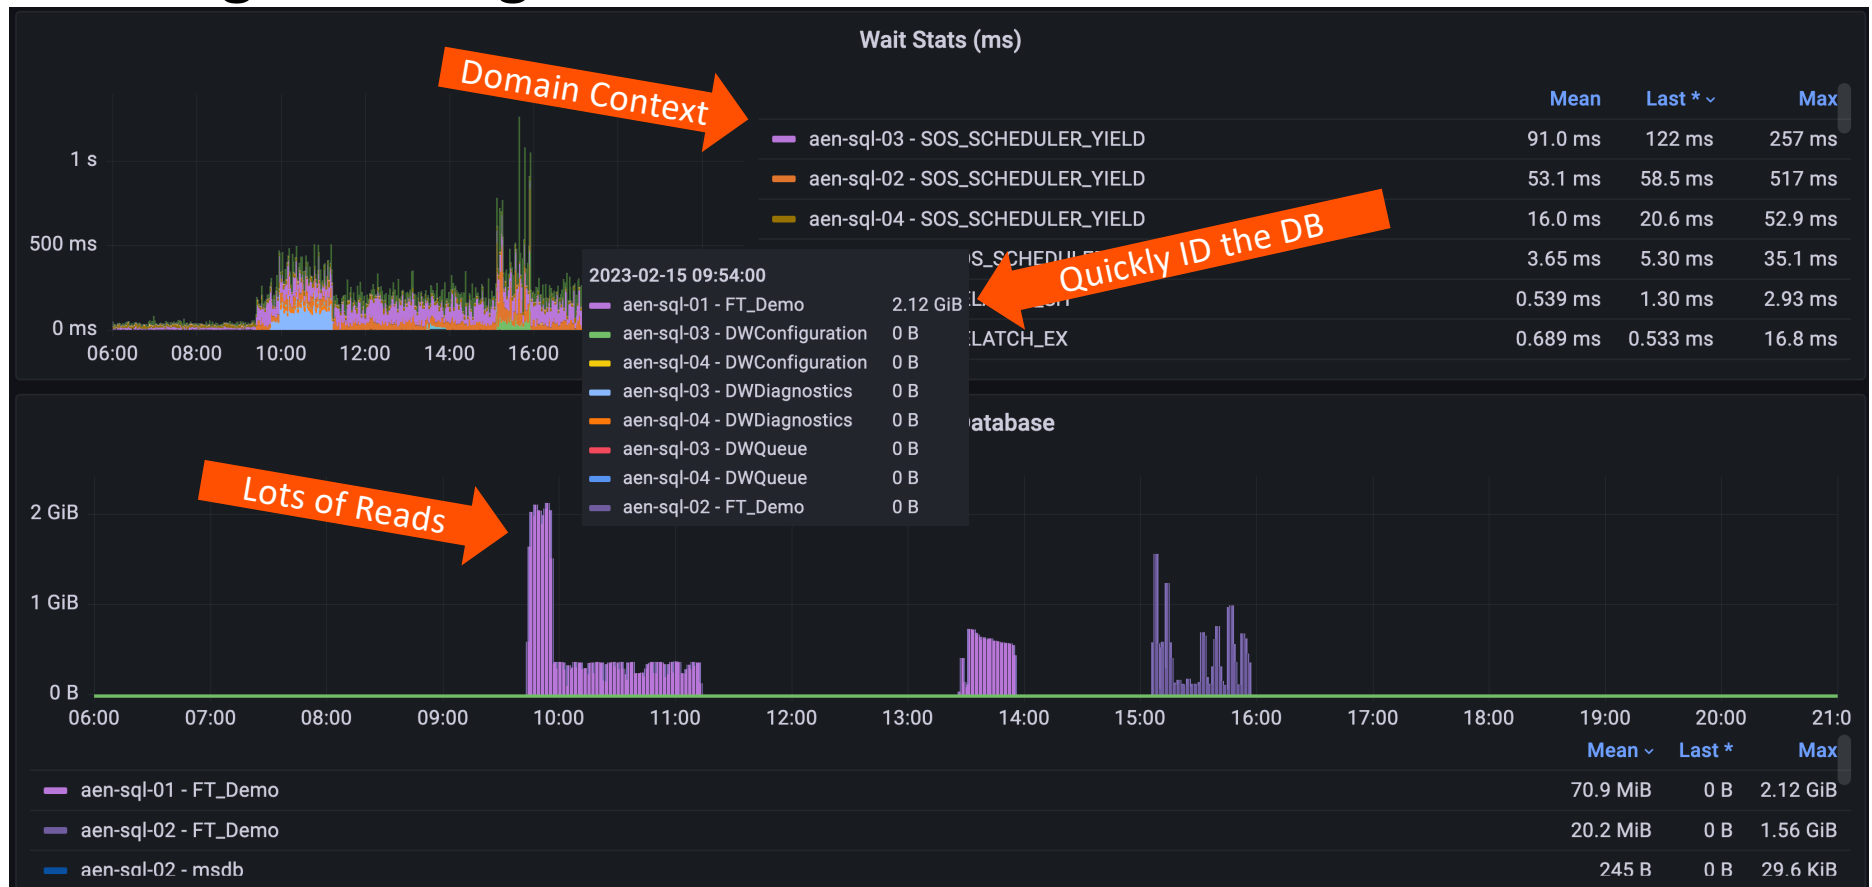 Wait Stats (ms)
Domain Context
Mean Last * Max
1 s
500 ms
0 ms
06:00 08:00 10:00 12:00 14:00 16:00
aen-sql-03 - SOS_SCHEDULER_YIELD 91.0 ms 122 ms 257 ms
aen-sql-02 - SOS_SCHEDULER_YIELD 53.1 ms 58.5 ms 517 ms
aen-sql-04 - SOS_SCHEDULER_YIELD 16.0 ms 20.6 ms 52.9 ms
3.65 ms 5.30 ms 35.1 ms
0.539 ms 1.30 ms 2.93 ms
LATCH_EX 0.689 ms 0.533 ms 16.8 ms
Quickly ID the DB
2023-02-15 09:54:00
aen-sql-01 - FT_Demo 2.12 GiB
aen-sql-03 - DWConfiguration 0 B
aen-sql-04 - DWConfiguration 0 B
aen-sql-03 - DWDiagnostics 0 B
aen-sql-04 - DWDiagnostics 0 B
aen-sql-03 - DWQueue 0 B
aen-sql-04 - DWQueue 0 B
aen-sql-02 - FT_Demo 0 B
atabase
Lots of Reads
2 GiB
1 GiB
0 B
06:00 07:00 08:00 09:00 10:00 11:00 12:00 13:00 14:00 15:00 16:00 17:00 18:00 19:00 20:00 21:0
Mean Last * Max
aen-sql-01 - FT_Demo 70.9 MiB 0 B 2.12 GiB
aen-sql-02 - FT_Demo 20.2 MiB 0 B 1.56 GiB
aen-sql-02 - msdb 245 B 0 B 29.6 KiB